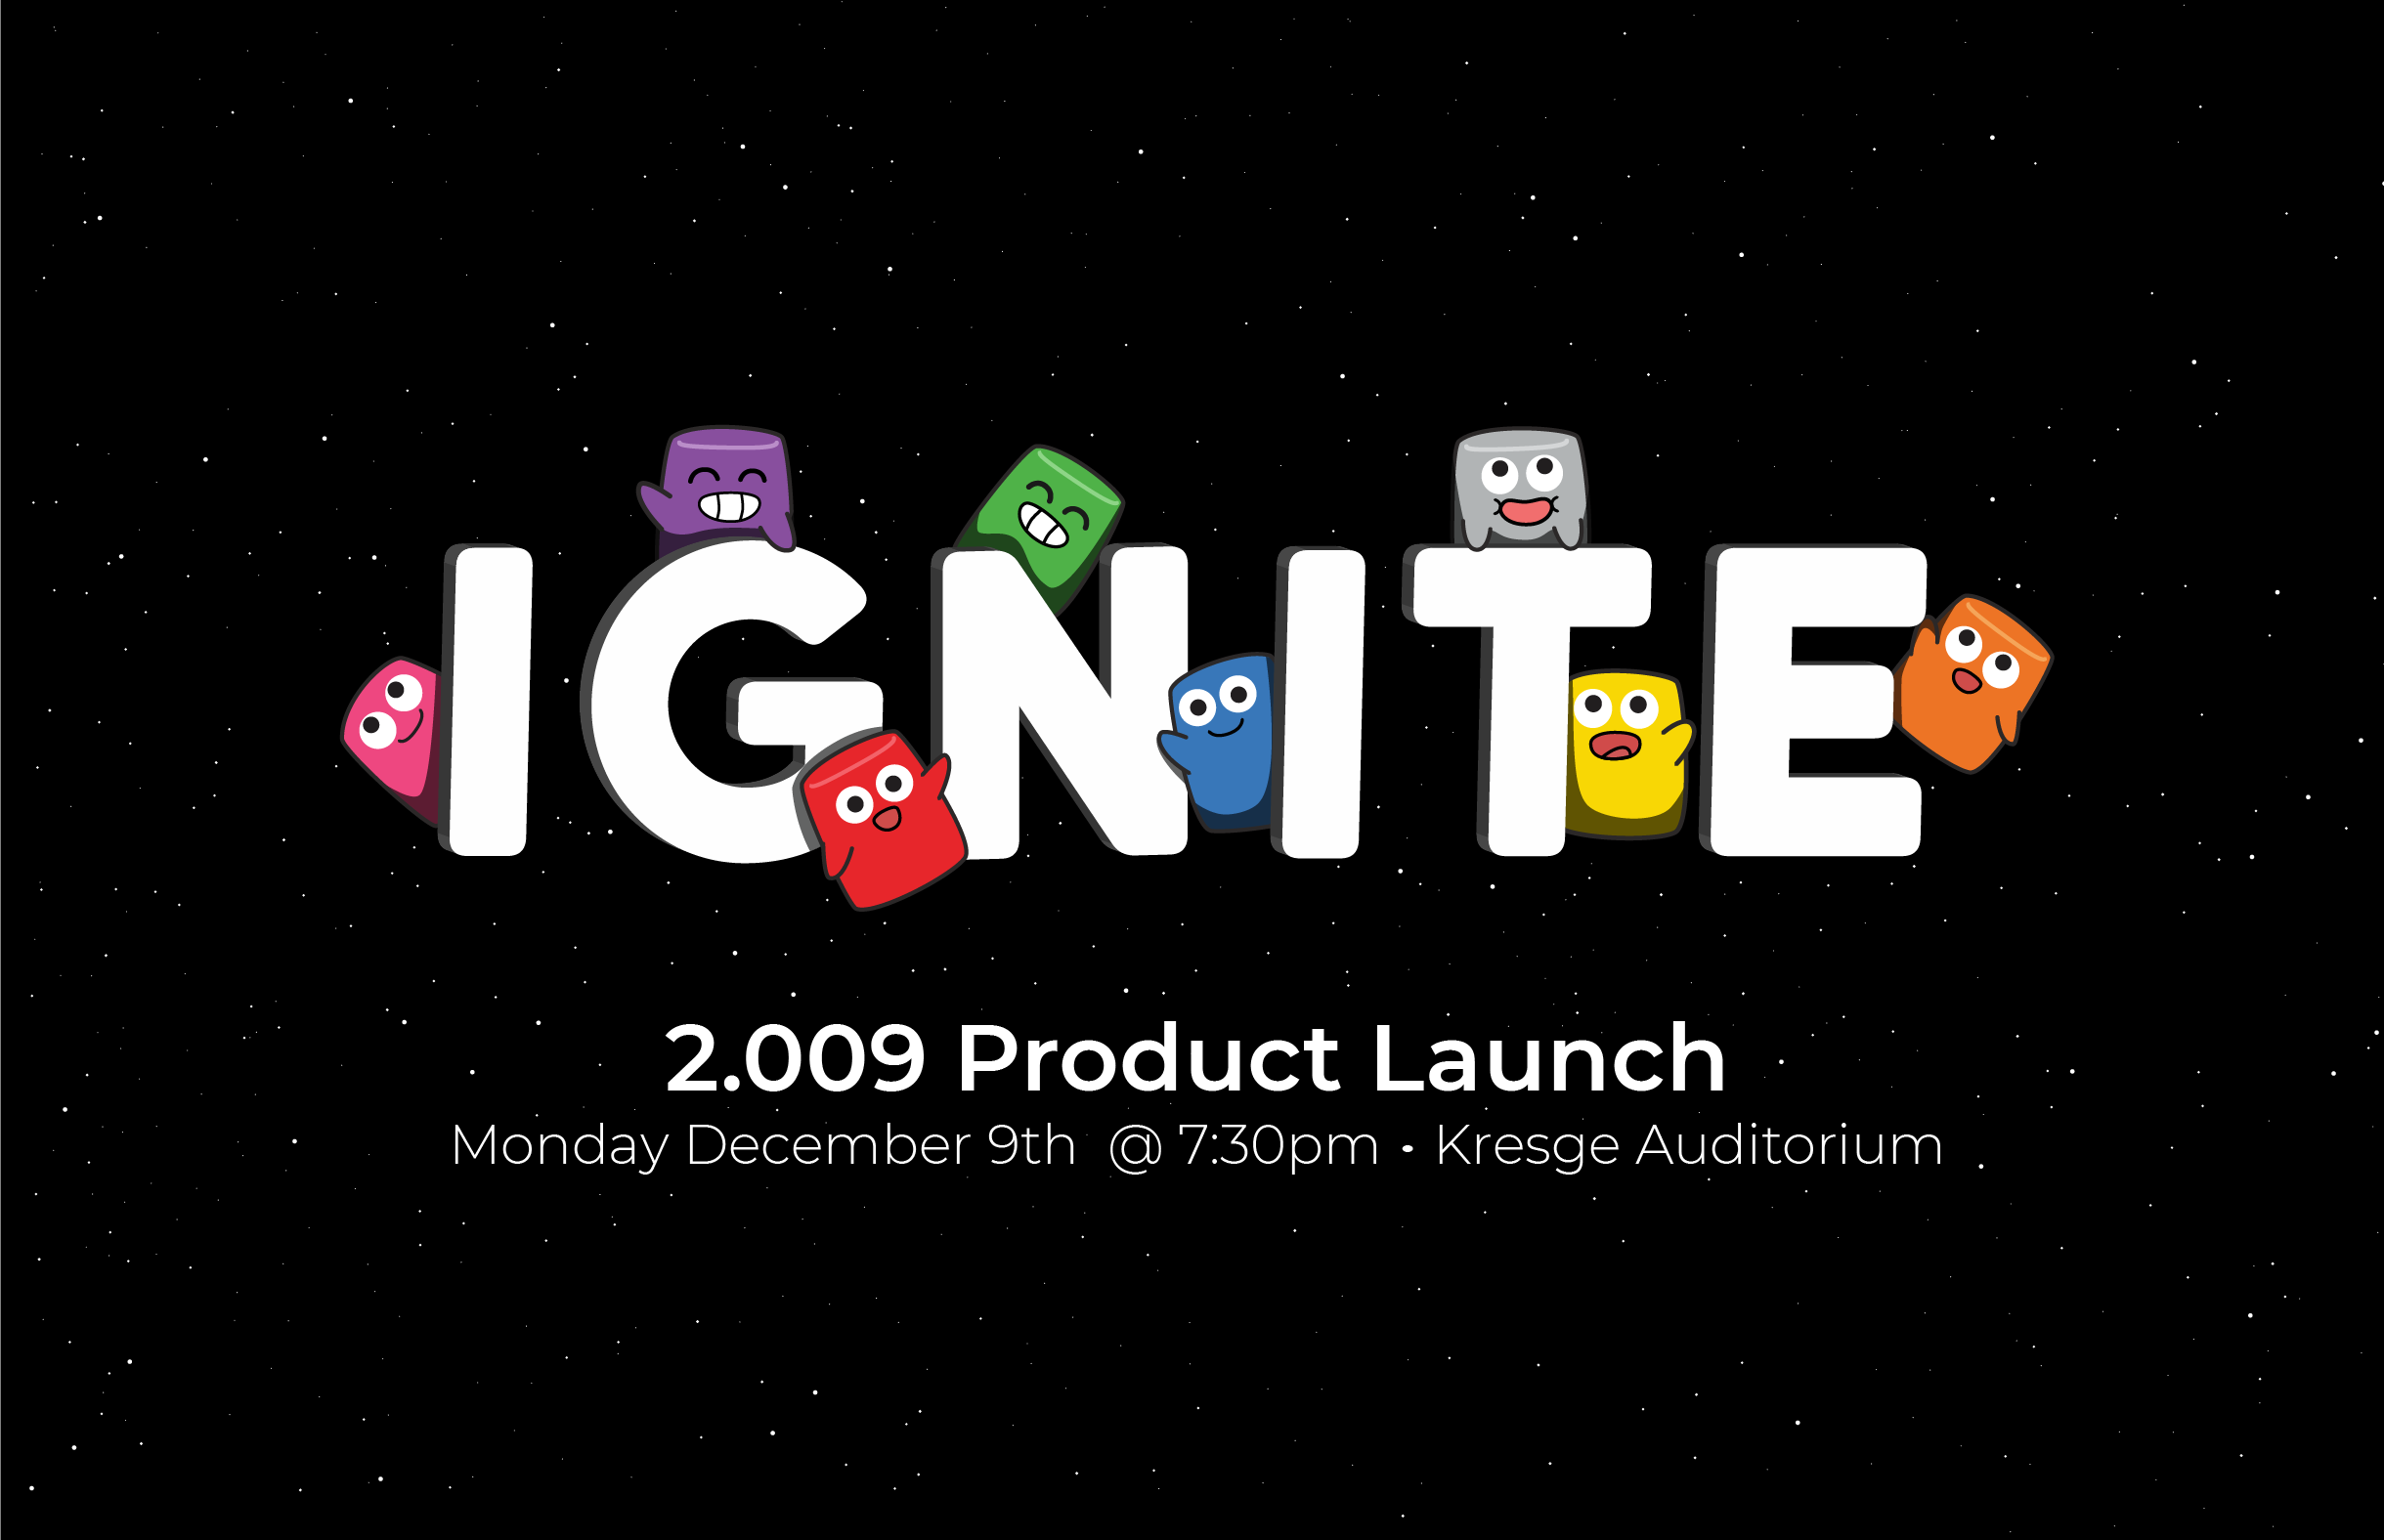 IGNITE
2.009 Product Launch
Monday December 9th @ 7:30pm • Kresge Auditorium